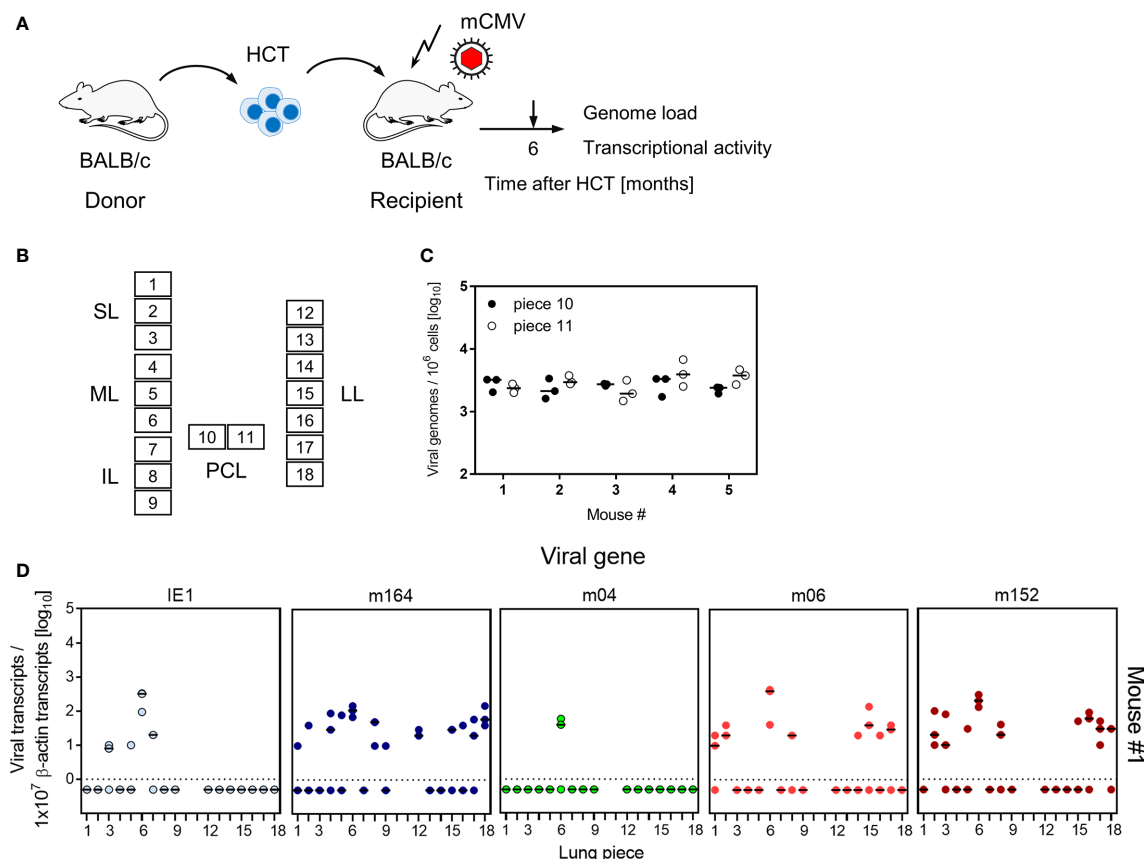 A
mCMV
HCT
BALB/c
Donor
BALB/c
Recipient
6
Genome load
Transcriptional activity
Time after HCT [months]
B
SL
ML
IL
1
2
3
4
5
6
7
8
9
10 11
PCL
12
13
14
15
16
17
18
LL
C
Viral genomes / 10⁶ cells [log₁₀]
5
4
3
2
piece 10
piece 11
1 2 3 4 5
Mouse #
Viral gene
D
IE1 m164 m04 m06 m152
Viral transcripts /
1x10⁷ β-actin transcripts [log₁₀]
5
4
3
2
1
0
1 3 6 9 12 15 18
1 3 6 9 12 15 18
1 3 6 9 12 15 18
1 3 6 9 12 15 18
1 3 6 9 12 15 18
Lung piece
Mouse #1